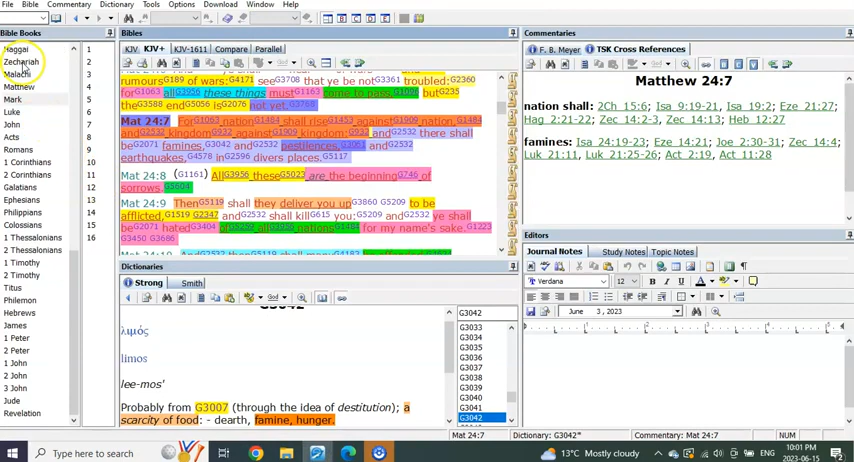 File Bible Commentary Dictionary Tools Options Download Window Help
Bible Books
Haggai
Zechariah
Malachi
Matthew
Mark
Luke
John
Acts
Romans
1 Corinthians
2 Corinthians
Galatians
Ephesians
Philippians
Colossians
1 Thessalonians
2 Thessalonians
1 Timothy
2 Timothy
Titus
Philemon
Hebrews
James
1 Peter
2 Peter
1 John
2 John
3 John
Jude
Revelation
1
2
3
4
5
6
7
8
9
10
11
12
13
14
15
16
Bibles
KJV KJV+ KJV-1611 Compare Parallel
rumours G189 of wars: G4171 see G3708 that ye be not G3361 troubled: G2360
for G1063 all G3956 these things must G1163 come to pass, G1096 but G235
the G3588 end G5056 is G2076 not yet. G3768
Mat 24:7 For G1063 nation G1484 shall rise G1453 against G1909 nation, G1484
and G2532 kingdom G932 against G1909 kingdom: G932 and G2532 there shall
be G2071 famines, G3042 and G2532 pestilences, G3061 and G2532
earthquakes, G4578 in G2596 divers places. G5117
Mat 24:8 (G1161) All G3956 these G5023 are the beginning G746 of
sorrows. G5604
Mat 24:9 Then G5119 shall they deliver you up G3860 G5209 to be
afflicted, G1519 G2347 and G2532 shall kill G615 you: G5209 and G2532 ye shall
be G2071 hated G3404 of G5259 all G3956 nations G1484 for my name's sake. G1223
G3450 G3686
Dictionaries
Strong Smith
G3042
λιμός
limos
lee-mos'
Probably from G3007 (through the idea of destitution); a
scarcity of food: - dearth, famine, hunger.
G3042
G3033
G3034
G3035
G3036
G3037
G3038
G3039
G3040
G3041
G3042
Commentaries
F. B. Meyer TSK Cross References
Matthew 24:7
nation shall: 2Ch 15:6; Isa 9:19-21, Isa 19:2; Eze 21:27;
Hag 2:21-22; Zec 14:2-3, Zec 14:13; Heb 12:27
famines: Isa 24:19-23; Eze 14:21; Joe 2:30-31; Zec 14:4;
Luk 21:11, Luk 21:25-26; Act 2:19, Act 11:28
Editors
Journal Notes Study Notes Topic Notes
Verdana 12 B I U A
June 3, 2023
Mat 24:7 Dictionary: G3042" Commentary: Mat 24:7 NUM
Type here to search
13°C Mostly cloudy
ENG
10:01 PM
2023-06-15